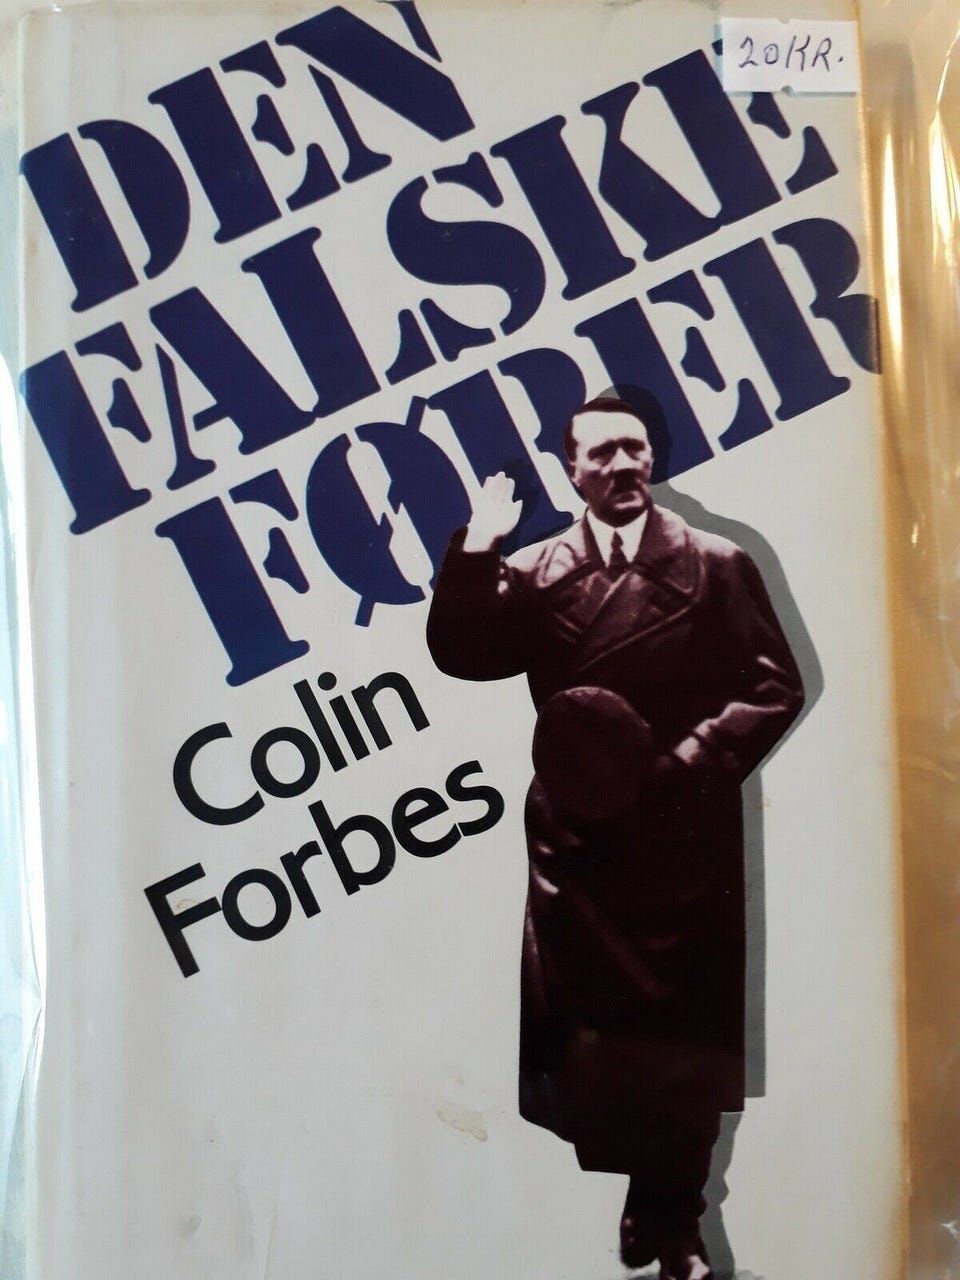 20 KR.
DEN
FALSKE
FØRER
Colin
Forbes